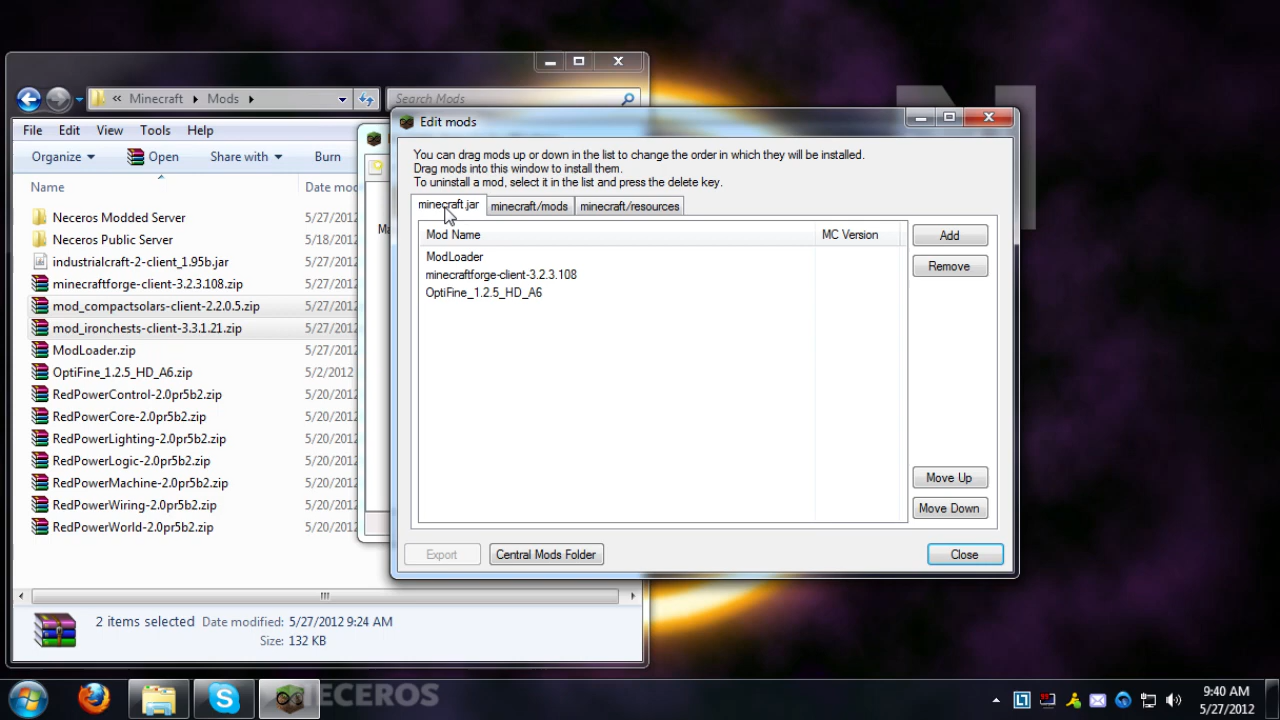 « Minecraft Mods
Search Mods
File Edit View Tools Help
Organize Open Share with Burn
Name Date mod
Neceros Modded Server 5/27/2012
Neceros Public Server 5/18/2012
industrialcraft-2-client_1.95b.jar 5/27/2012
minecraftforge-client-3.2.3.108.zip 5/27/2012
mod_compactsolars-client-2.2.0.5.zip 5/27/2012
mod_ironchests-client-3.3.1.21.zip 5/27/2012
ModLoader.zip 5/27/2012
OptiFine_1.2.5_HD_A6.zip 5/2/2012
RedPowerControl-2.0pr5b2.zip 5/20/2012
RedPowerCore-2.0pr5b2.zip 5/20/2012
RedPowerLighting-2.0pr5b2.zip 5/20/2012
RedPowerLogic-2.0pr5b2.zip 5/20/2012
RedPowerMachine-2.0pr5b2.zip 5/20/2012
RedPowerWiring-2.0pr5b2.zip 5/20/2012
RedPowerWorld-2.0pr5b2.zip 5/20/2012
2 items selected Date modified: 5/27/2012 9:24 AM
Size: 132 KB
Edit mods
You can drag mods up or down in the list to change the order in which they will be installed.
Drag mods into this window to install them.
To uninstall a mod, select it in the list and press the delete key.
minecraft.jar minecraft/mods minecraft/resources
Mod Name MC Version
ModLoader
minecraftforge-client-3.2.3.108
OptiFine_1.2.5_HD_A6
Add
Remove
Move Up
Move Down
Export Central Mods Folder Close
N
ECEROS
9:40 AM
5/27/2012